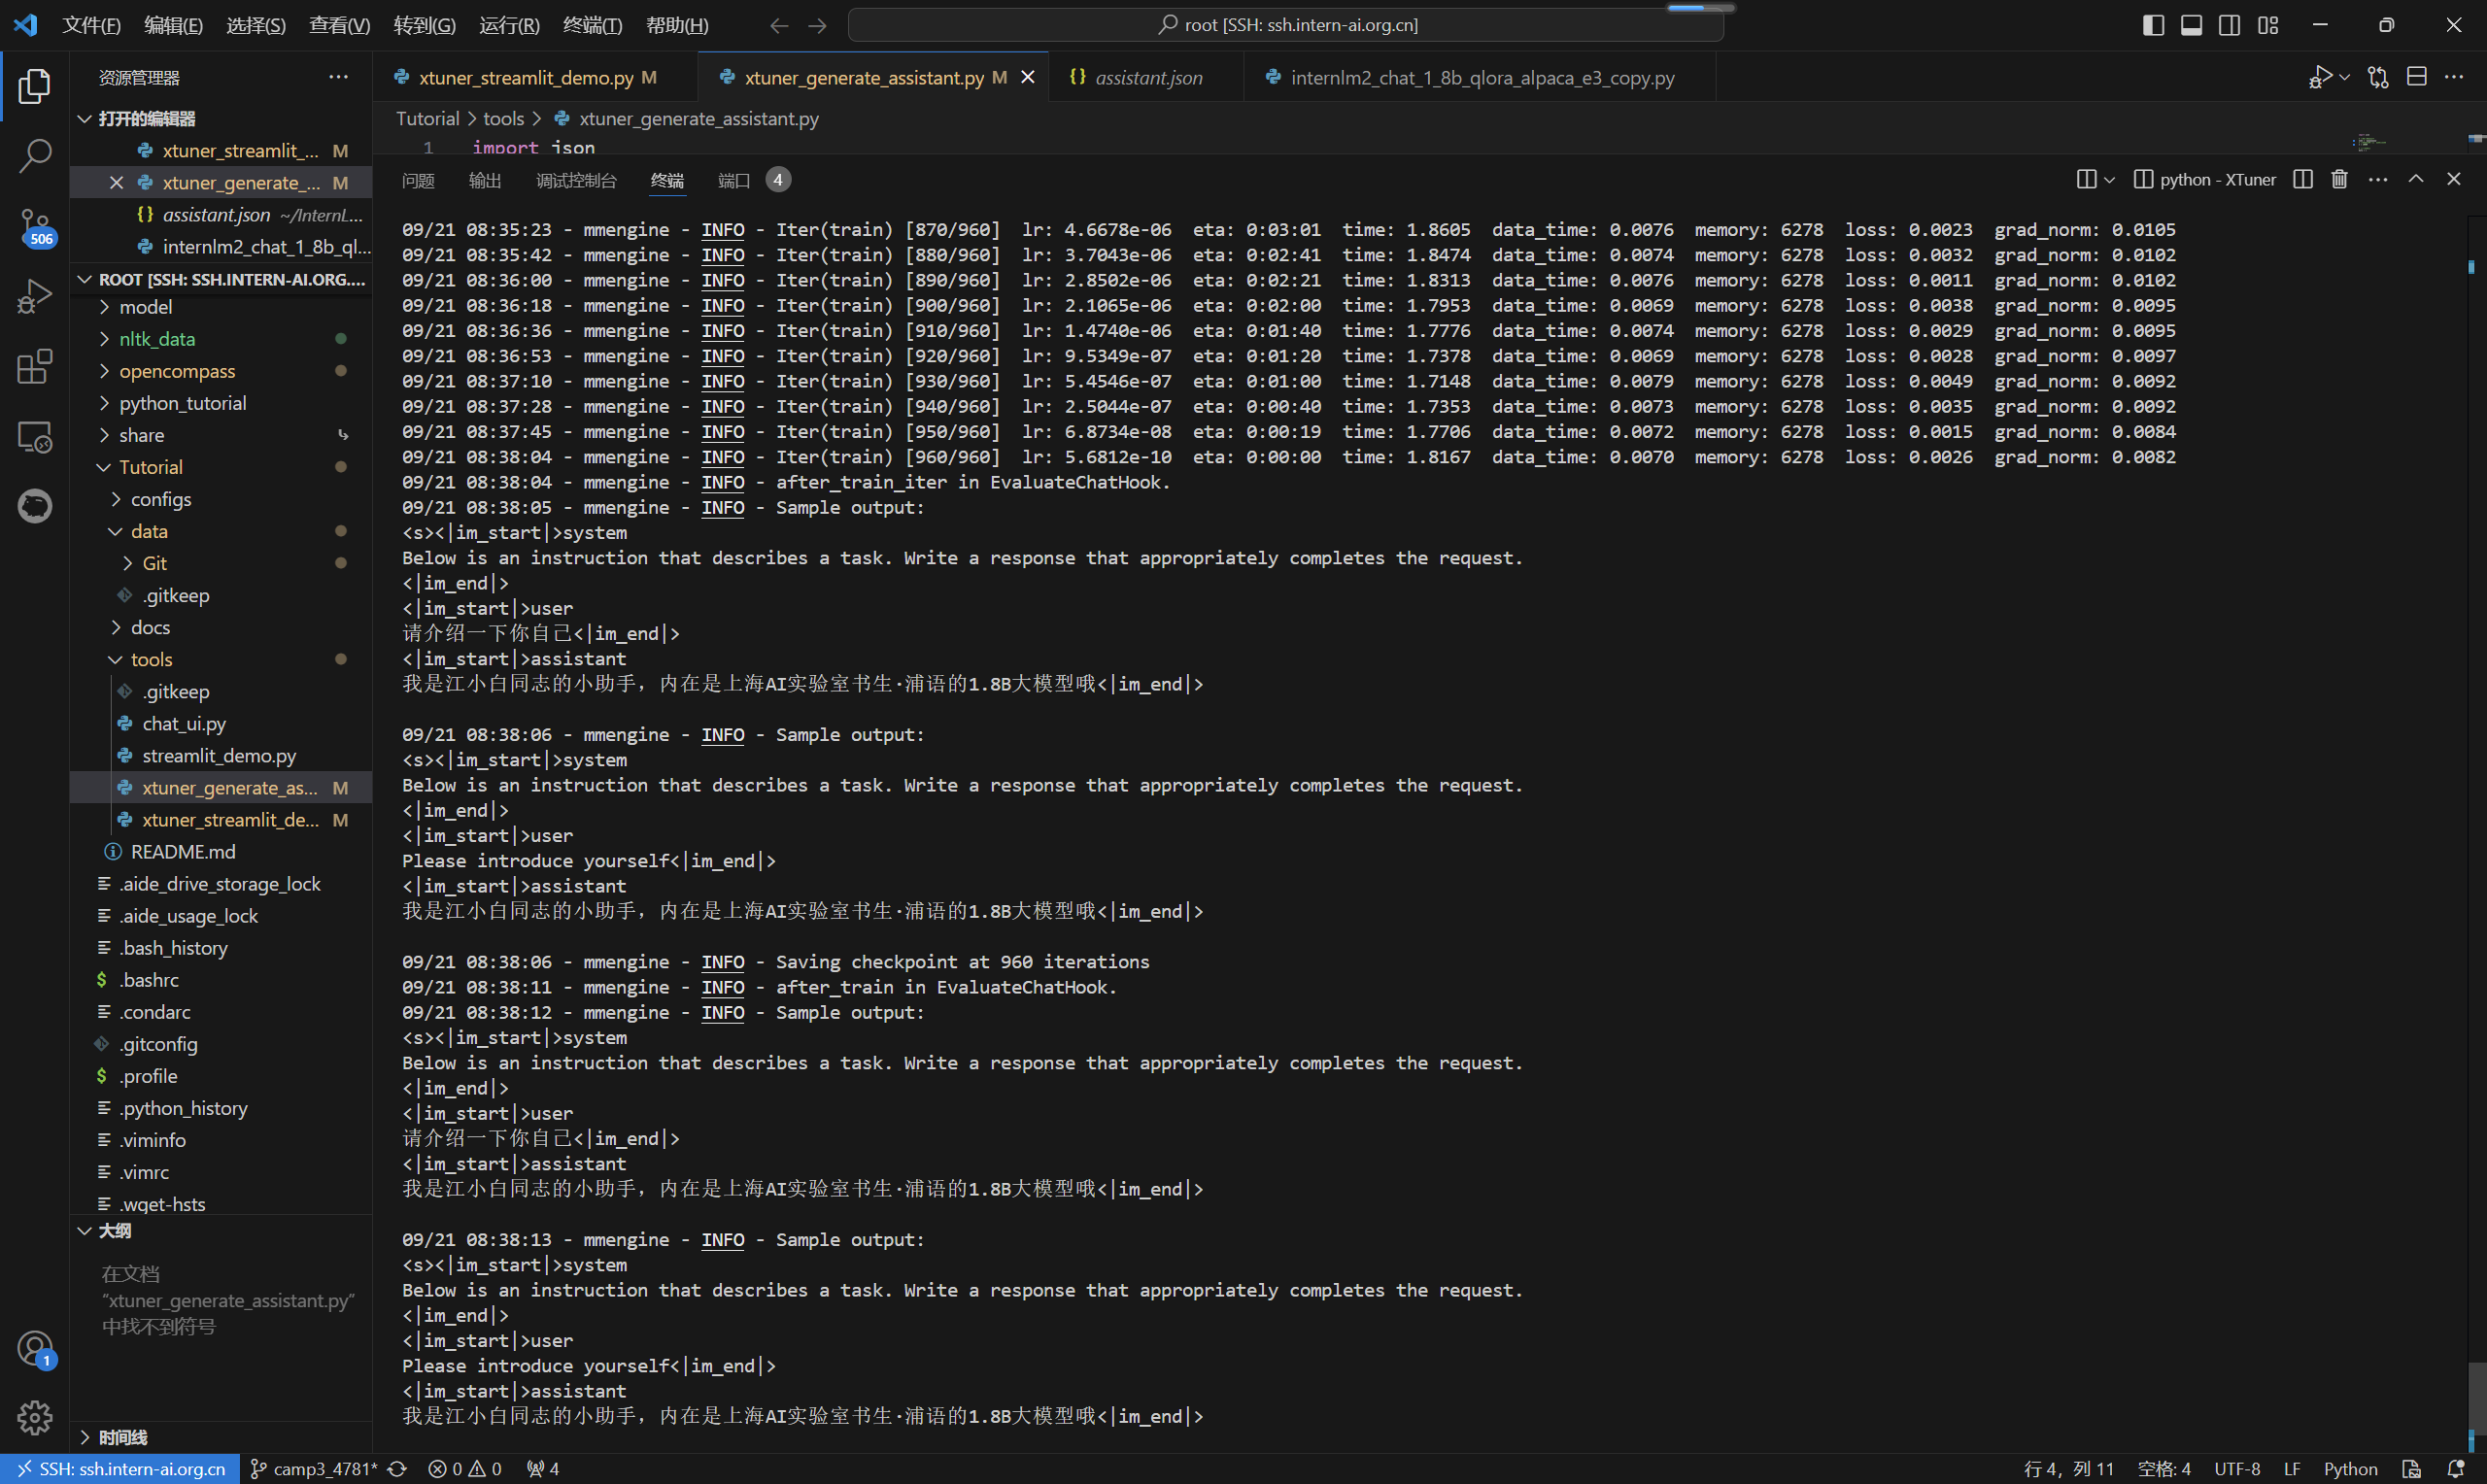 文件(F) 编辑(E) 选择(S) 查看(V) 转到(G) 运行(R) 终端(T) 帮助(H)
root [SSH: ssh.intern-ai.org.cn]
资源管理器
打开的编辑器
xtuner_streamlit_... M
xtuner_generate_... M
assistant.json ~/InternL...
internlm2_chat_1_8b_ql...
506
ROOT [SSH: SSH.INTERN-AI.ORG....
model
nltk_data
opencompass
python_tutorial
share
Tutorial
configs
data
Git
.gitkeep
docs
tools
.gitkeep
chat_ui.py
streamlit_demo.py
xtuner_generate_as... M
xtuner_streamlit_de... M
README.md
.aide_drive_storage_lock
.aide_usage_lock
.bash_history
.bashrc
.condarc
.gitconfig
.profile
.python_history
.viminfo
.vimrc
.wget-hsts
大纲
在文档
“xtuner_generate_assistant.py”
中找不到符号
1
时间线
xtuner_streamlit_demo.py M
xtuner_generate_assistant.py M
assistant.json
internlm2_chat_1_8b_qlora_alpaca_e3_copy.py
Tutorial > tools > xtuner_generate_assistant.py
1 import json
问题 输出 调试控制台 终端 端口 4
python - XTuner
09/21 08:35:23 - mmengine - INFO - Iter(train) [870/960] lr: 4.6678e-06 eta: 0:03:01 time: 1.8605 data_time: 0.0076 memory: 6278 loss: 0.0023 grad_norm: 0.0105
09/21 08:35:42 - mmengine - INFO - Iter(train) [880/960] lr: 3.7043e-06 eta: 0:02:41 time: 1.8474 data_time: 0.0074 memory: 6278 loss: 0.0032 grad_norm: 0.0102
09/21 08:36:00 - mmengine - INFO - Iter(train) [890/960] lr: 2.8502e-06 eta: 0:02:21 time: 1.8313 data_time: 0.0076 memory: 6278 loss: 0.0011 grad_norm: 0.0102
09/21 08:36:18 - mmengine - INFO - Iter(train) [900/960] lr: 2.1065e-06 eta: 0:02:00 time: 1.7953 data_time: 0.0069 memory: 6278 loss: 0.0038 grad_norm: 0.0095
09/21 08:36:36 - mmengine - INFO - Iter(train) [910/960] lr: 1.4740e-06 eta: 0:01:40 time: 1.7776 data_time: 0.0074 memory: 6278 loss: 0.0029 grad_norm: 0.0095
09/21 08:36:53 - mmengine - INFO - Iter(train) [920/960] lr: 9.5349e-07 eta: 0:01:20 time: 1.7378 data_time: 0.0069 memory: 6278 loss: 0.0028 grad_norm: 0.0097
09/21 08:37:10 - mmengine - INFO - Iter(train) [930/960] lr: 5.4546e-07 eta: 0:01:00 time: 1.7148 data_time: 0.0079 memory: 6278 loss: 0.0049 grad_norm: 0.0092
09/21 08:37:28 - mmengine - INFO - Iter(train) [940/960] lr: 2.5044e-07 eta: 0:00:40 time: 1.7353 data_time: 0.0073 memory: 6278 loss: 0.0035 grad_norm: 0.0092
09/21 08:37:45 - mmengine - INFO - Iter(train) [950/960] lr: 6.8734e-08 eta: 0:00:19 time: 1.7706 data_time: 0.0072 memory: 6278 loss: 0.0015 grad_norm: 0.0084
09/21 08:38:04 - mmengine - INFO - Iter(train) [960/960] lr: 5.6812e-10 eta: 0:00:00 time: 1.8167 data_time: 0.0070 memory: 6278 loss: 0.0026 grad_norm: 0.0082
09/21 08:38:04 - mmengine - INFO - after_train_iter in EvaluateChatHook.
09/21 08:38:05 - mmengine - INFO - Sample output:
<s><|im_start|>system
Below is an instruction that describes a task. Write a response that appropriately completes the request.
<|im_end|>
<|im_start|>user
请介绍一下你自己<|im_end|>
<|im_start|>assistant
我是江小白同志的小助手，内在是上海AI实验室书生·浦语的1.8B大模型哦<|im_end|>
09/21 08:38:06 - mmengine - INFO - Sample output:
<s><|im_start|>system
Below is an instruction that describes a task. Write a response that appropriately completes the request.
<|im_end|>
<|im_start|>user
Please introduce yourself<|im_end|>
<|im_start|>assistant
我是江小白同志的小助手，内在是上海AI实验室书生·浦语的1.8B大模型哦<|im_end|>
09/21 08:38:06 - mmengine - INFO - Saving checkpoint at 960 iterations
09/21 08:38:11 - mmengine - INFO - after_train in EvaluateChatHook.
09/21 08:38:12 - mmengine - INFO - Sample output:
<s><|im_start|>system
Below is an instruction that describes a task. Write a response that appropriately completes the request.
<|im_end|>
<|im_start|>user
请介绍一下你自己<|im_end|>
<|im_start|>assistant
我是江小白同志的小助手，内在是上海AI实验室书生·浦语的1.8B大模型哦<|im_end|>
09/21 08:38:13 - mmengine - INFO - Sample output:
<s><|im_start|>system
Below is an instruction that describes a task. Write a response that appropriately completes the request.
<|im_end|>
<|im_start|>user
Please introduce yourself<|im_end|>
<|im_start|>assistant
我是江小白同志的小助手，内在是上海AI实验室书生·浦语的1.8B大模型哦<|im_end|>
SSH: ssh.intern-ai.org.cn camp3_4781* 0 0 4 行 4，列 11 空格: 4 UTF-8 LF Python